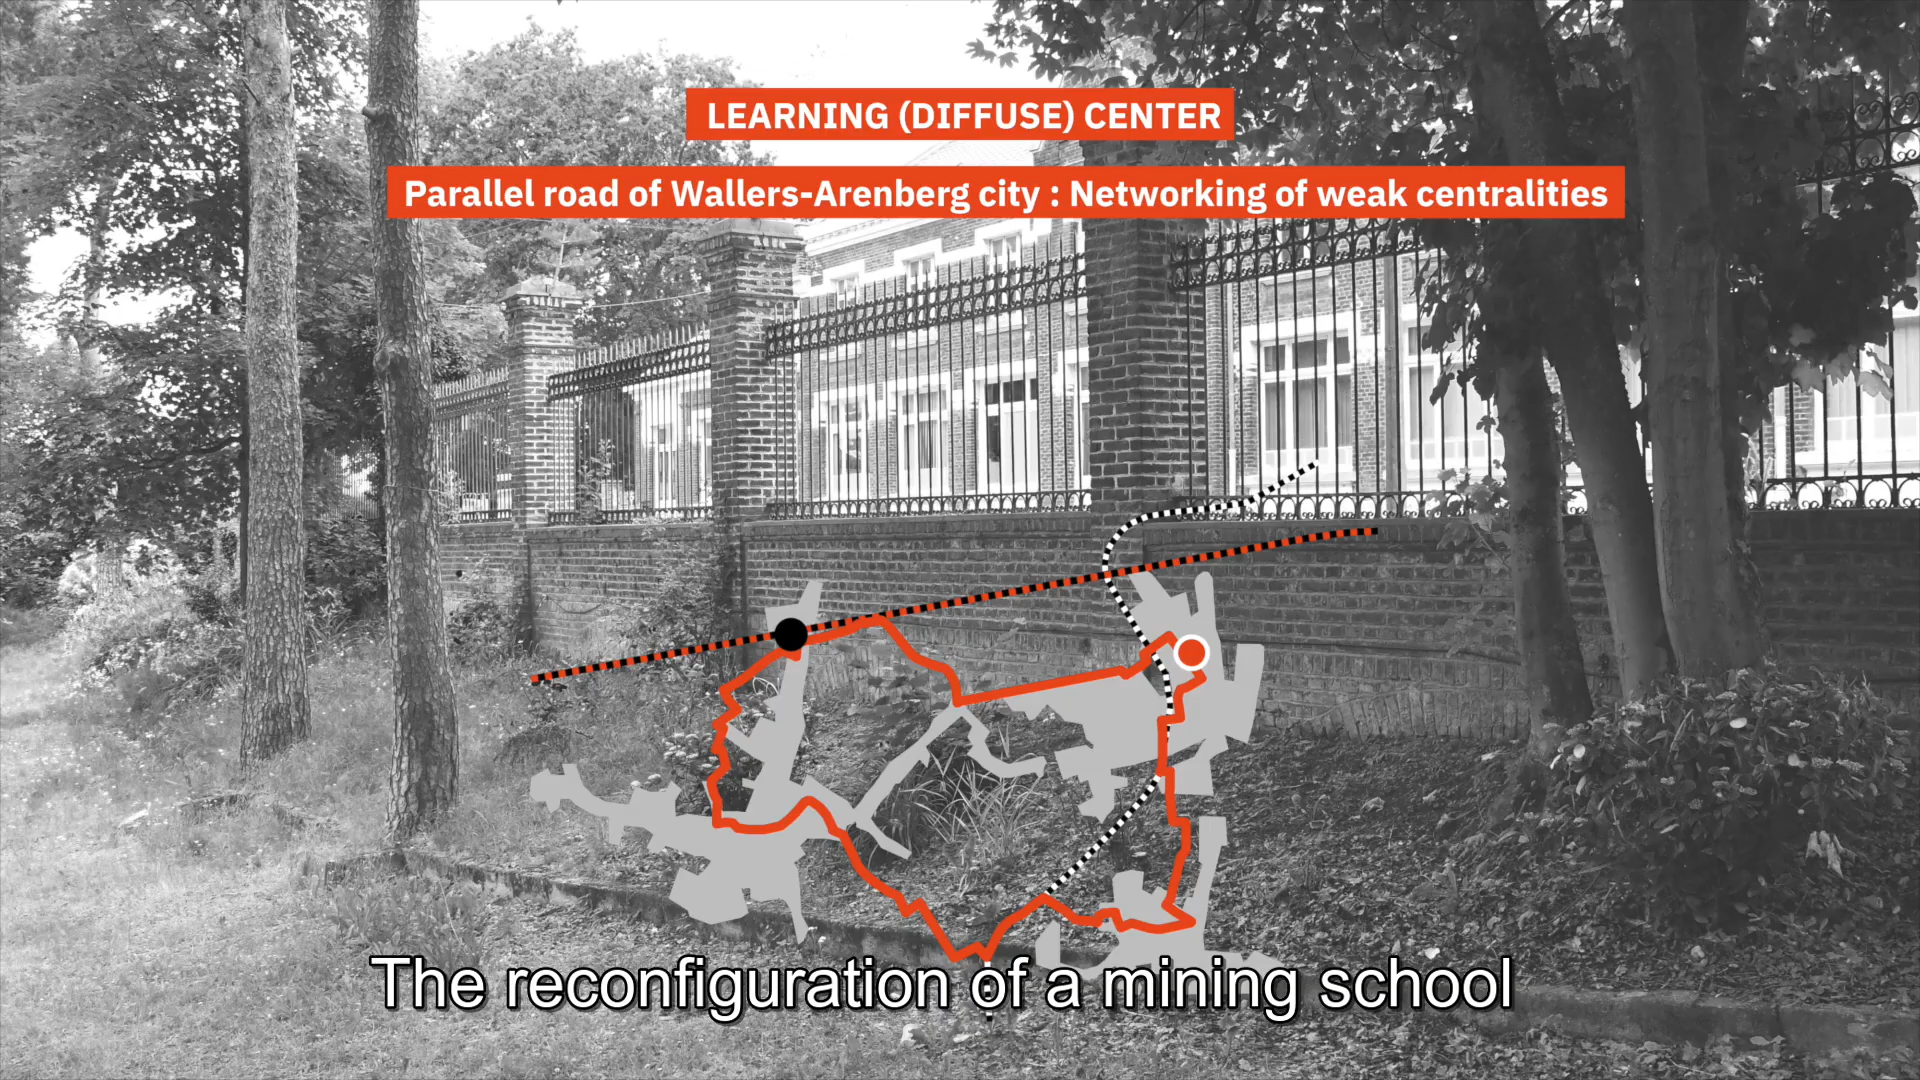 LEARNING (DIFFUSE) CENTER
Parallel road of Wallers-Arenberg city : Networking of weak centralities
The reconfiguration of a mining school